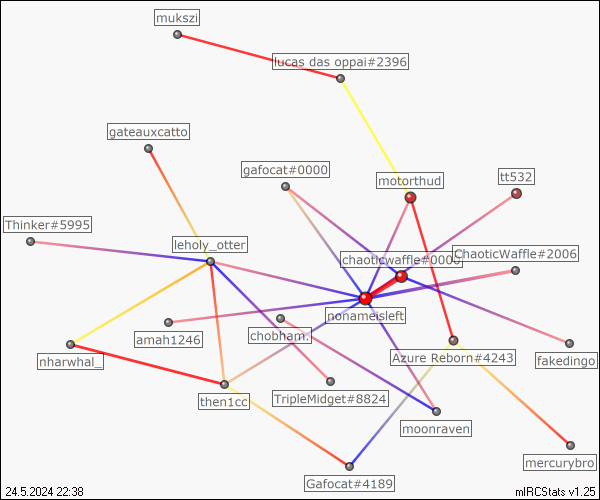 mukszi
lucas das oppai#2396
gateauxcatto
gafocat#0000
motorthud
tt532
Thinker#5995
leholy_otter
chaoticwaffle#0000
ChaoticWaffle#2006
nonameisleft
amah1246
chobham.
nharwhal_
Azure Reborn#4243
fakedingo
then1cc
TripleMidget#8824
moonraven
mercurybro
Gafocat#4189
24.5.2024 22:38
mIRCStats v1.25